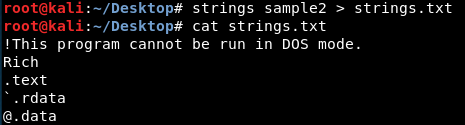 root@kali:~/Desktop# strings sample2 > strings.txt
root@kali:~/Desktop# cat strings.txt
!This program cannot be run in DOS mode.
Rich
.text
`.rdata
@.data